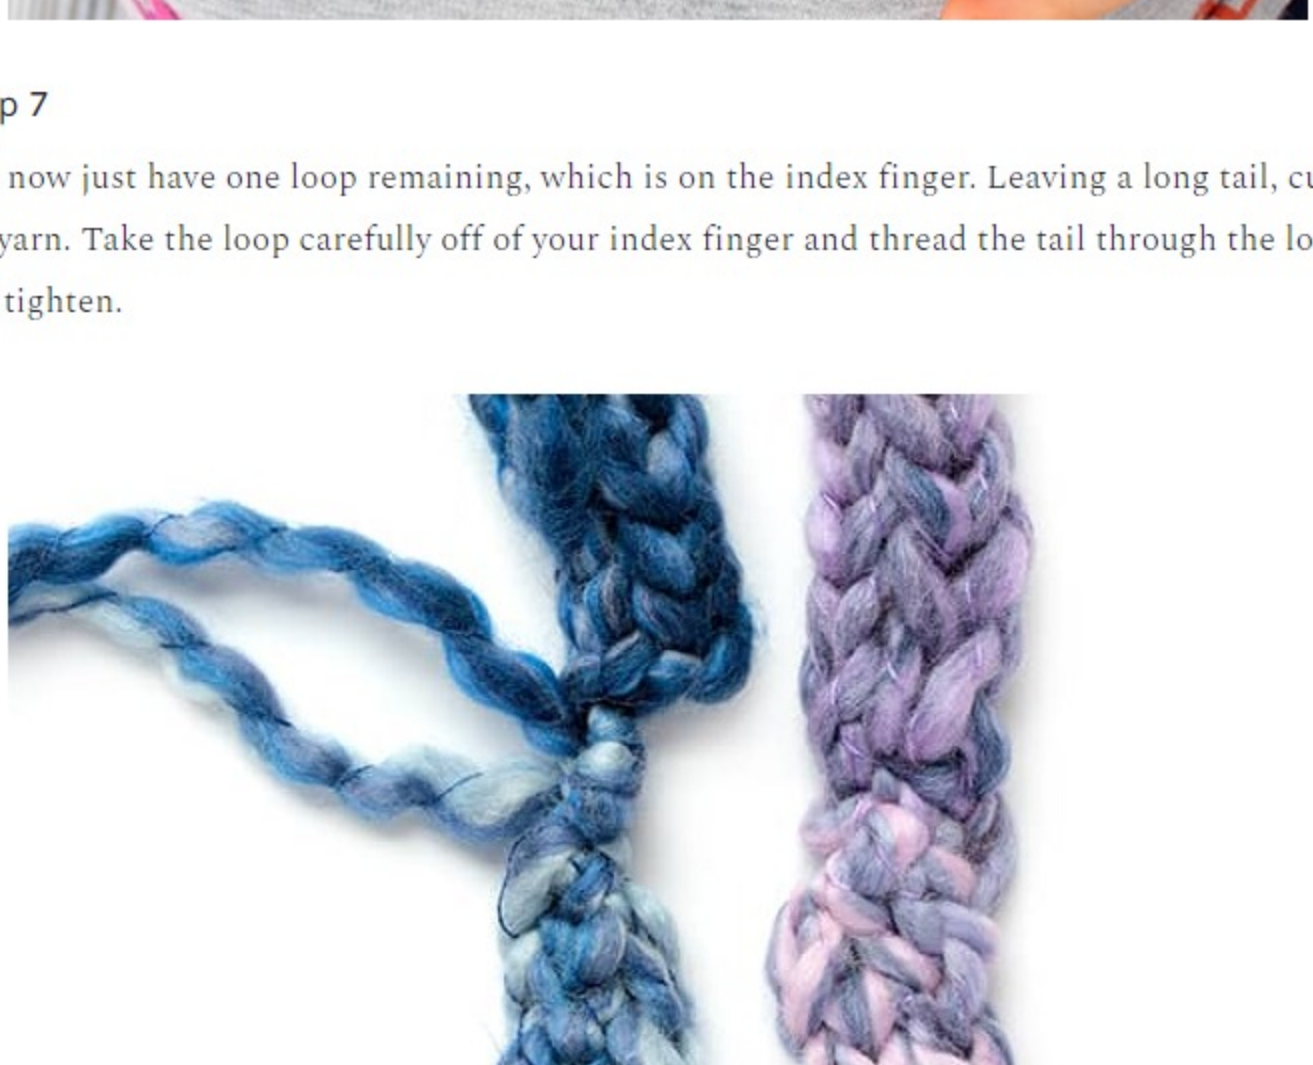 p 7
now just have one loop remaining, which is on the index finger. Leaving a long tail, cu
yarn. Take the loop carefully off of your index finger and thread the tail through the lo
tighten.